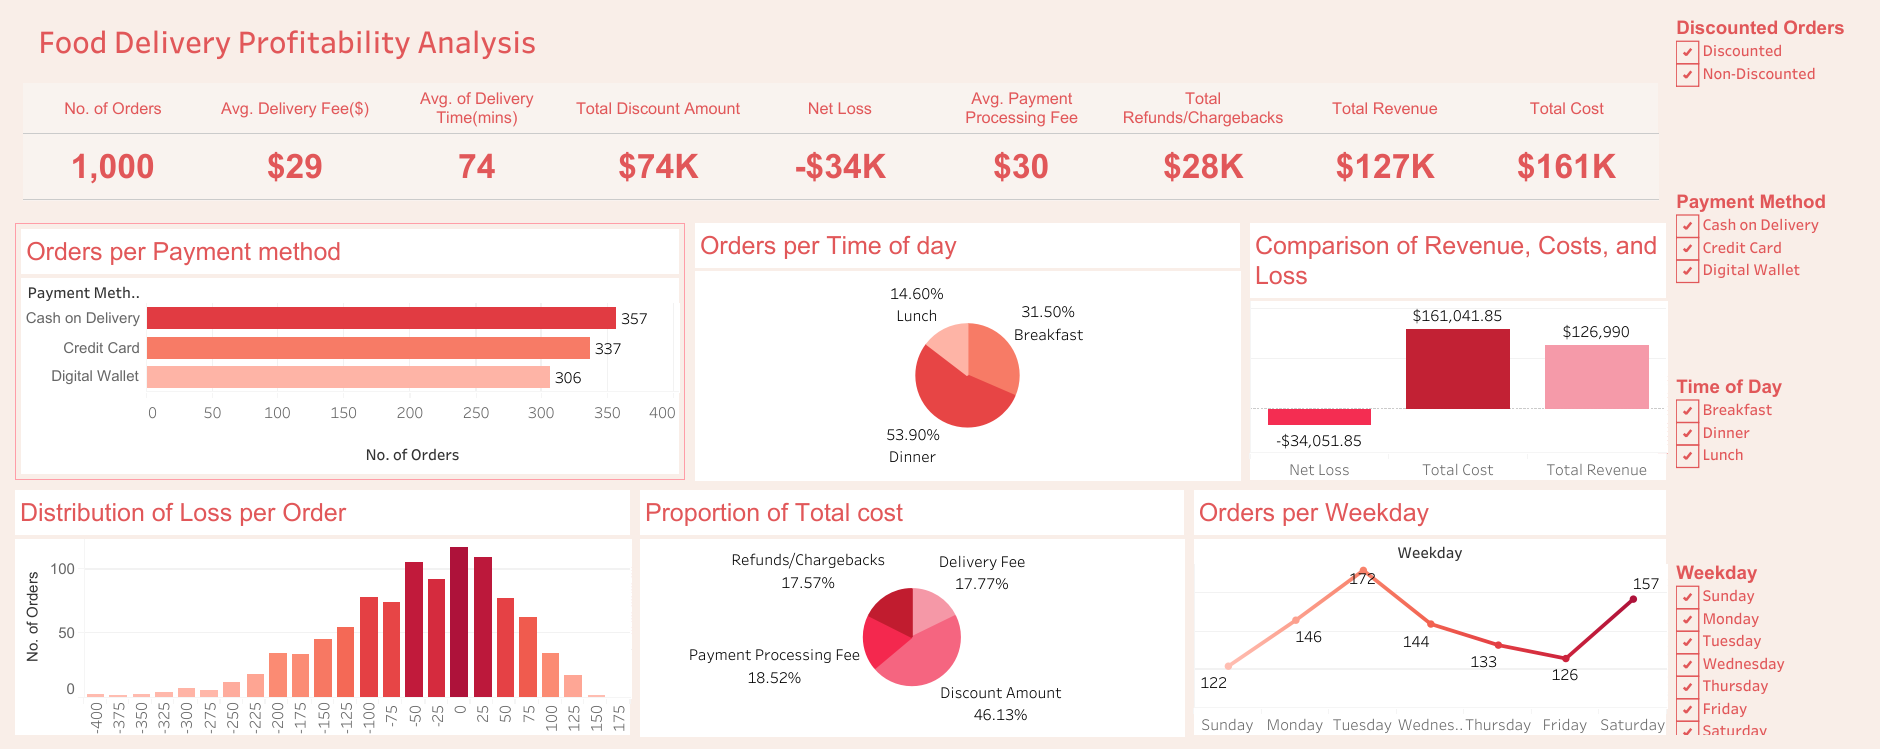 Food Delivery Profitability Analysis
No. of Orders
Avg. Delivery Fee($)
Avg. of Delivery
Time(mins)
Total Discount Amount
Net Loss
Avg. Payment
Processing Fee
Total
Refunds/Chargebacks
Total Revenue
Total Cost
1,000
$29
74
$74K
-$34K
$30
$28K
$127K
$161K
Orders per Payment method
Payment Meth..
Cash on Delivery
357
Credit Card
337
Digital Wallet
306
0 50 100 150 200 250 300 350 400
No. of Orders
Orders per Time of day
14.60%
Lunch
31.50%
Breakfast
53.90%
Dinner
Comparison of Revenue, Costs, and
Loss
$161,041.85
$126,990
-$34,051.85
Net Loss
Total Cost
Total Revenue
Distribution of Loss per Order
No. of Orders
100
50
0
-400 -375 -350 -325 -300 -275 -250 -225 -200 -175 -150 -125 -100 -75 -50 -25 0 25 50 75 100 125 150 175
Proportion of Total cost
Refunds/Chargebacks
17.57%
Delivery Fee
17.77%
Payment Processing Fee
18.52%
Discount Amount
46.13%
Orders per Weekday
Weekday
122
146
172
144
133
126
157
Sunday Monday Tuesday Wednes.. Thursday Friday Saturday
Discounted Orders
Discounted
Non-Discounted
Payment Method
Cash on Delivery
Credit Card
Digital Wallet
Time of Day
Breakfast
Dinner
Lunch
Weekday
Sunday
Monday
Tuesday
Wednesday
Thursday
Friday
Saturday